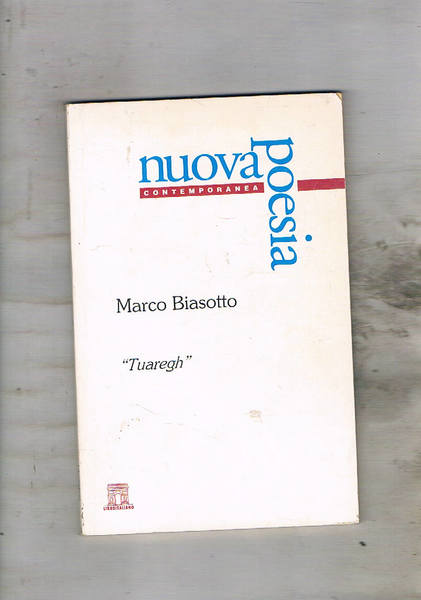 nuova
poesia
CONTEMPORANEA
Marco Biasotto
“Tuaregh”
LIBROITALIANO